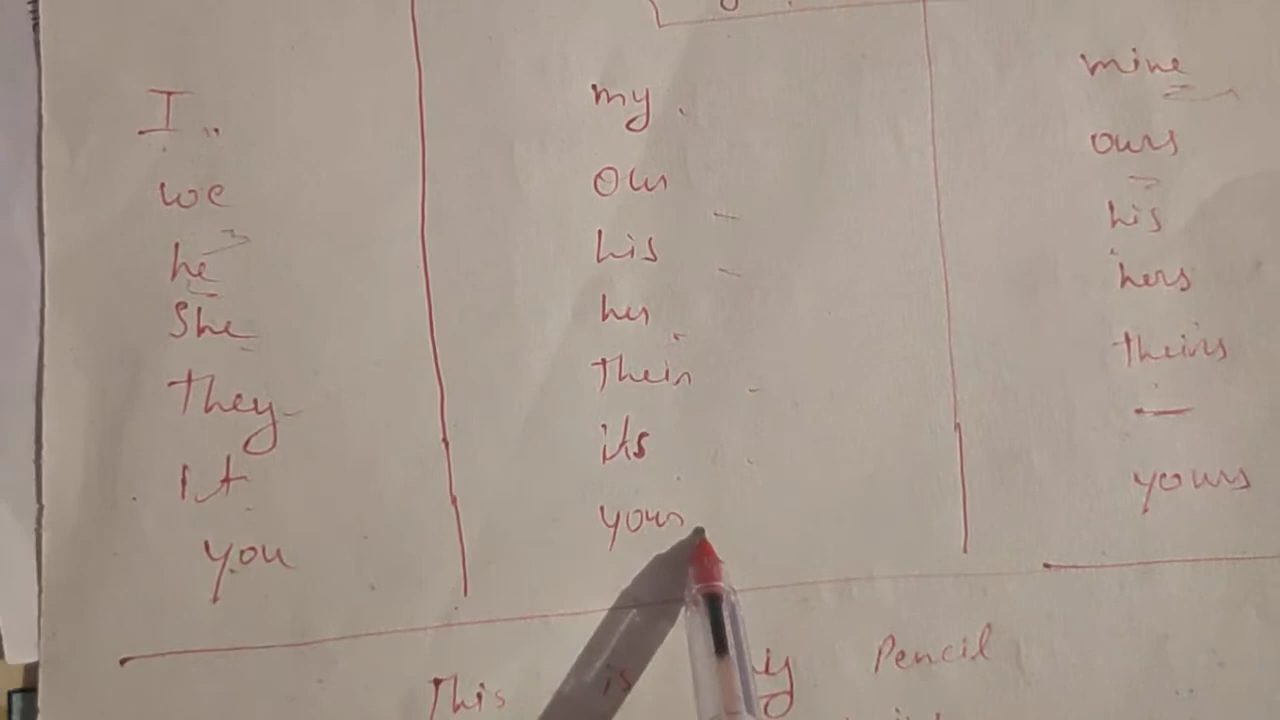 I my mine
we our ours
he his his
She her hers
They Their theirs
It its —
you your yours
This is Pencil